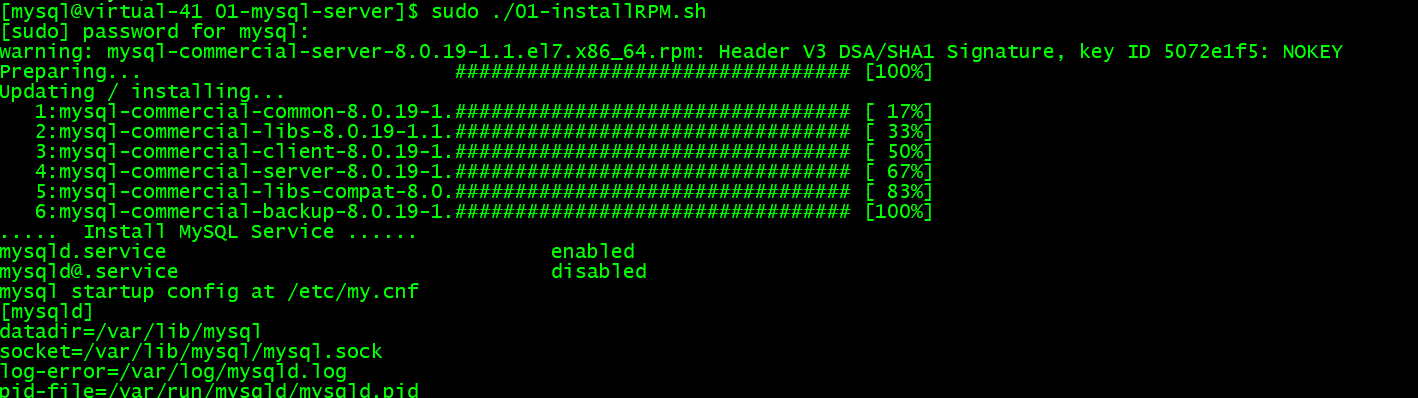 [mysql@virtual-41 01-mysql-server]$ sudo ./01-installRPM.sh
[sudo] password for mysql:
warning: mysql-commercial-server-8.0.19-1.1.el7.x86_64.rpm: Header V3 DSA/SHA1 Signature, key ID 5072e1f5: NOKEY
Preparing...                          ################################# [100%]
Updating / installing...
   1:mysql-commercial-common-8.0.19-1.################################# [ 17%]
   2:mysql-commercial-libs-8.0.19-1.1.################################# [ 33%]
   3:mysql-commercial-client-8.0.19-1.################################# [ 50%]
   4:mysql-commercial-server-8.0.19-1.################################# [ 67%]
   5:mysql-commercial-libs-compat-8.0.################################# [ 83%]
   6:mysql-commercial-backup-8.0.19-1.################################# [100%]
.....  Install MySQL Service ......
mysqld.service                                enabled
mysqld@.service                               disabled
mysql startup config at /etc/my.cnf
[mysqld]
datadir=/var/lib/mysql
socket=/var/lib/mysql/mysql.sock
log-error=/var/log/mysqld.log
pid-file=/var/run/mysqld/mysqld.pid